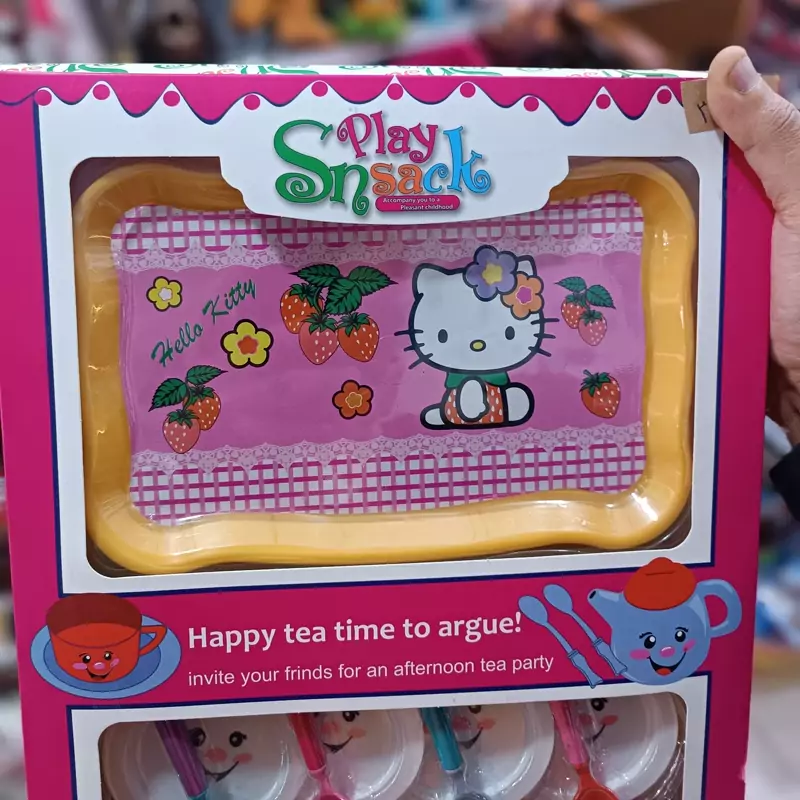 Play
Snsack
Accompany you to a
Pleasant childhood
Hello Kitty
Happy tea time to argue!
invite your frinds for an afternoon tea party